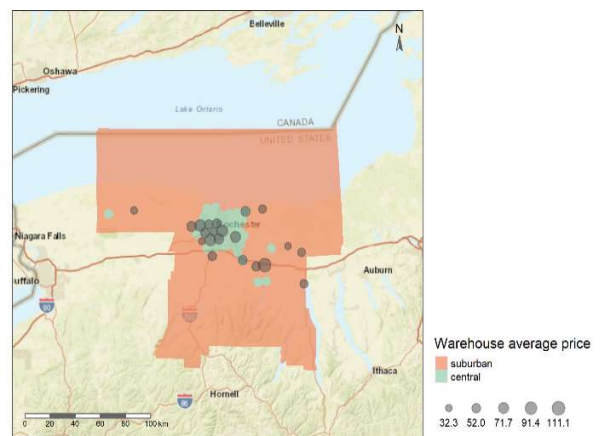 Belleville
N
Oshawa
Pickering
Lake Ontario
CANADA
UNITED STATES
Rochester
Niagara Falls
uffalo
Auburn
90
Ithaca
Hornell
86
0 20 40 60 80 100 km
Warehouse average price
suburban
central
32.3 52.0 71.7 91.4 111.1